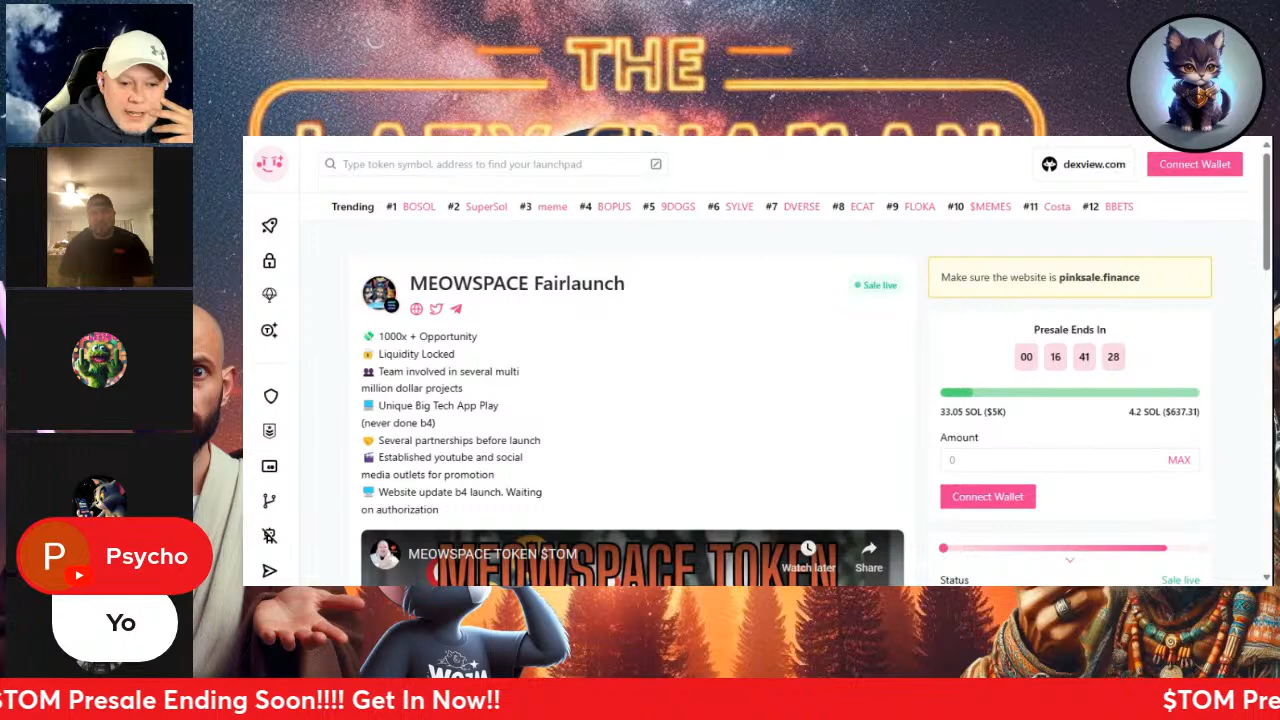 THE
Type token symbol, address to find your launchpad
dexview.com
Connect Wallet
Trending #1 BOSOL #2 SuperSol #3 meme #4 BOPUS #5 9DOGS #6 SYLVE #7 DVERSE #8 ECAT #9 FLOKA #10 $MEMES #11 Costa #12 BBETS
MEOWSPACE Fairlaunch
Sale live
1000x + Opportunity
Liquidity Locked
Team involved in several multi
million dollar projects
Unique Big Tech App Play
(never done b4)
Several partnerships before launch
Established youtube and social
media outlets for promotion
Website update b4 launch. Waiting
on authorization
MEOWSPACE TOKEN $TOM
MEOWSPACE TOKEN
Watch later
Share
Make sure the website is pinksale.finance
Presale Ends In
00 16 41 28
33.05 SOL ($5K) 4.2 SOL ($637.31)
Amount
0 MAX
Connect Wallet
Status Sale live
P Psycho
Yo
$TOM Presale Ending Soon!!!! Get In Now!! $TOM Pre